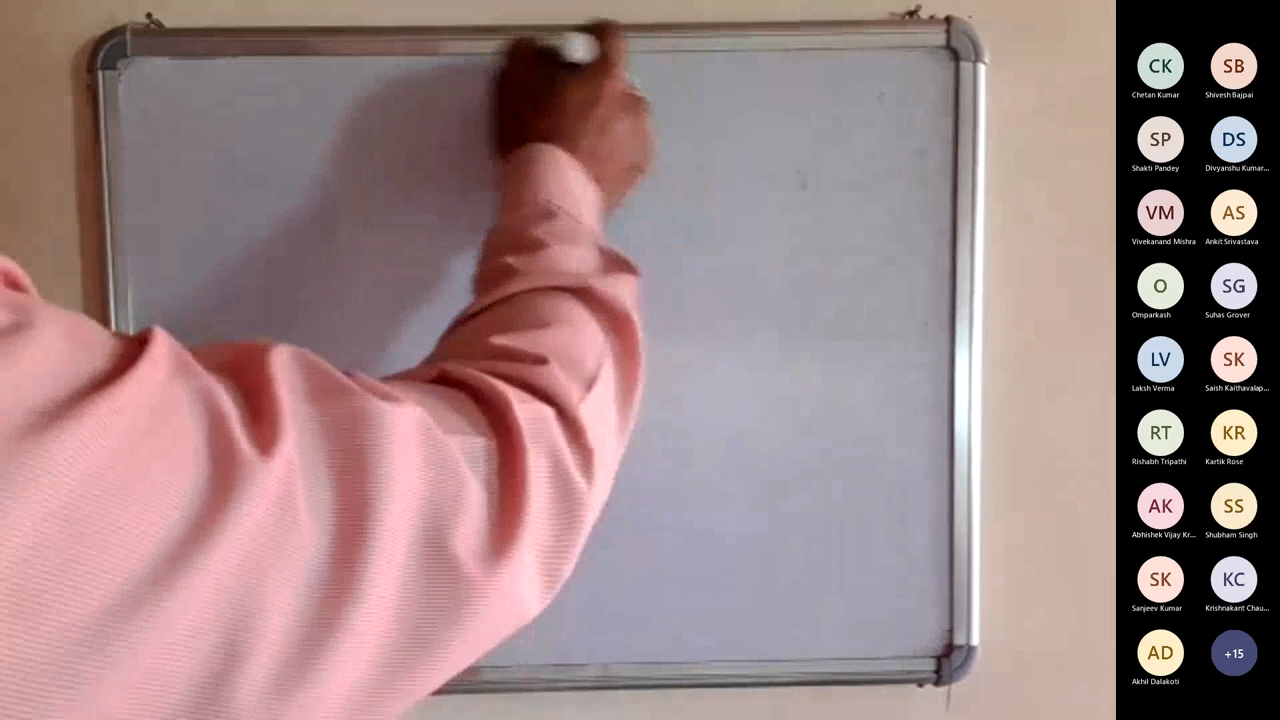 CK SB
Chetan Kumar Shivesh Bajpai
SP DS
Shakti Pandey Divyanshu Kumar...
VM AS
Vivekanand Mishra Ankit Srivastava
O SG
Omparkash Suhas Grover
LV SK
Laksh Verma Saish Kaithavalap...
RT KR
Rishabh Tripathi Kartik Rose
AK SS
Abhishek Vijay Kr... Shubham Singh
SK KC
Sanjeev Kumar Krishnakant Chau...
AD +15
Akhil Dalakoti